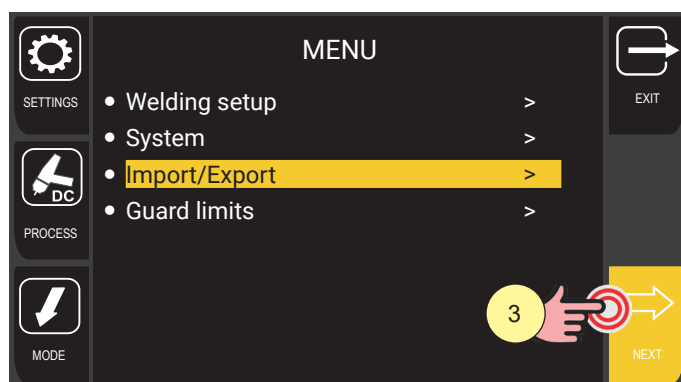 MENU
SETTINGS
EXIT
Welding setup >
System >
Import/Export >
Guard limits >
DC
PROCESS
3
MODE
NEXT